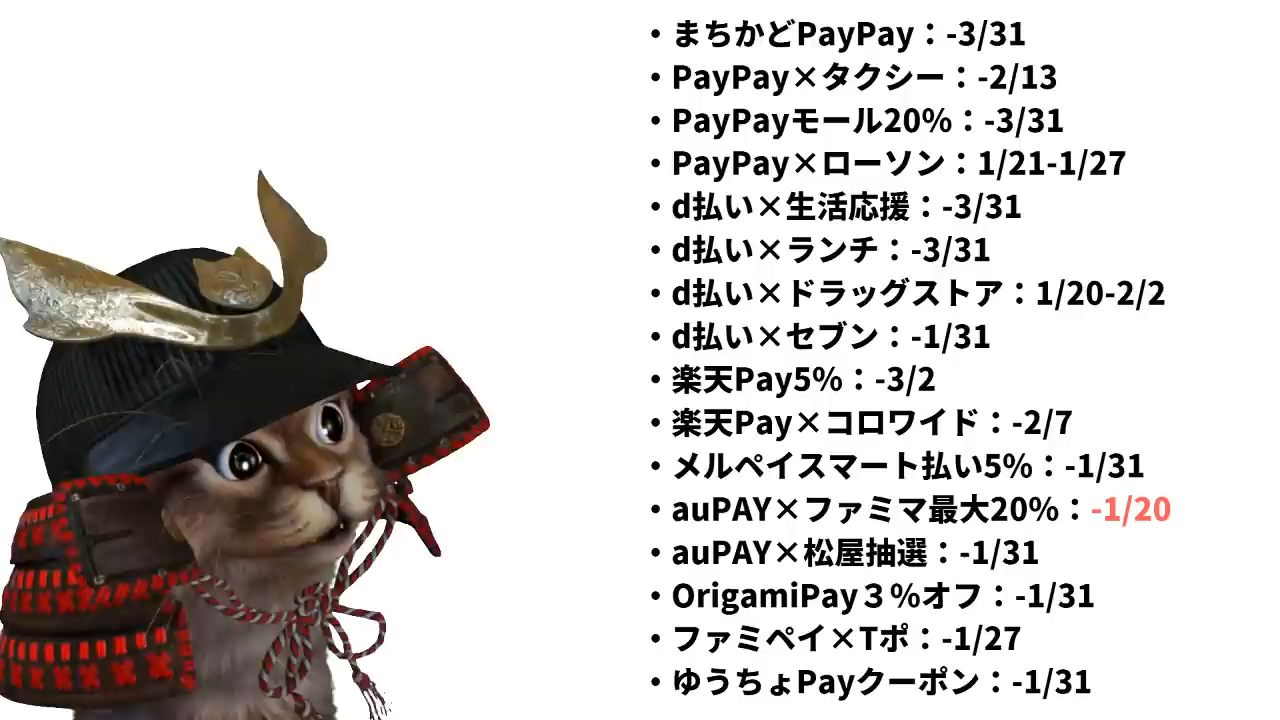 ・まちかどPayPay：-3/31
・PayPay×タクシー：-2/13
・PayPayモール20%：-3/31
・PayPay×ローソン：1/21-1/27
・d払い×生活応援：-3/31
・d払い×ランチ：-3/31
・d払い×ドラッグストア：1/20-2/2
・d払い×セブン：-1/31
・楽天Pay5%：-3/2
・楽天Pay×コロワイド：-2/7
・メルペイスマート払い5%：-1/31
・auPAY×ファミマ最大20%：-1/20
・auPAY×松屋抽選：-1/31
・OrigamiPay３%オフ：-1/31
・ファミペイ×Tポ：-1/27
・ゆうちょPayクーポン：-1/31